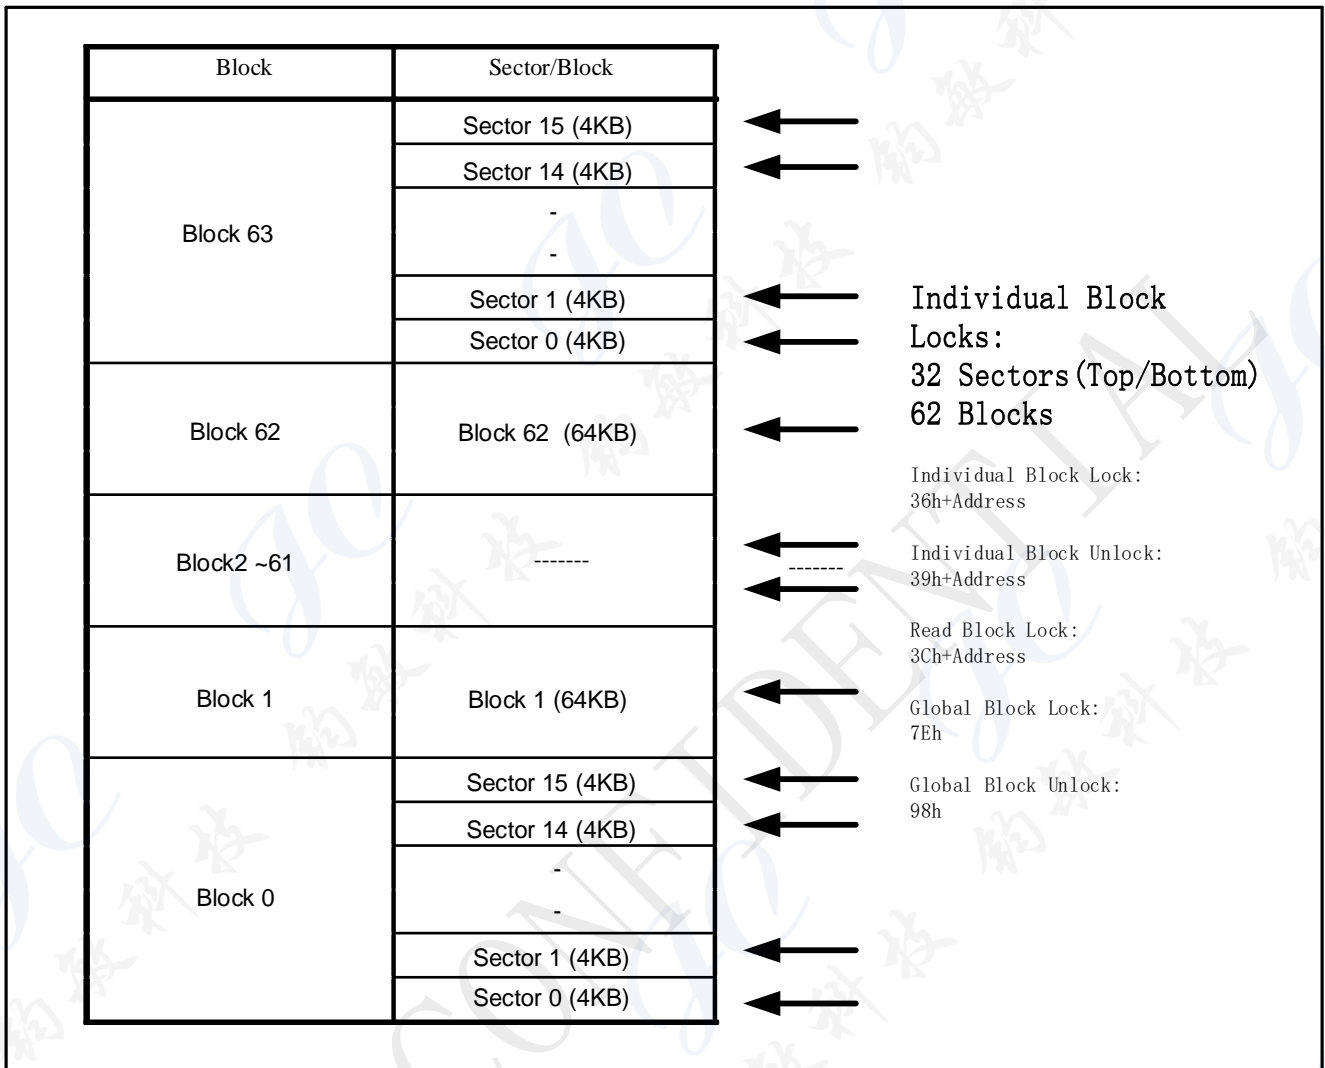 Block Sector/Block
Sector 15 (4KB)
Sector 14 (4KB)
-
Block 63
-
Sector 1 (4KB)
Sector 0 (4KB)
Block 62 Block 62 (64KB)
Block2 ~61 ------- -------
Block 1 Block 1 (64KB)
Sector 15 (4KB)
Sector 14 (4KB)
-
Block 0
-
Sector 1 (4KB)
Sector 0 (4KB)
Individual Block
Locks:
32 Sectors(Top/Bottom)
62 Blocks
Individual Block Lock:
36h+Address
Individual Block Unlock:
39h+Address
Read Block Lock:
3Ch+Address
Global Block Lock:
7Eh
Global Block Unlock:
98h
CONFIDENTIAL